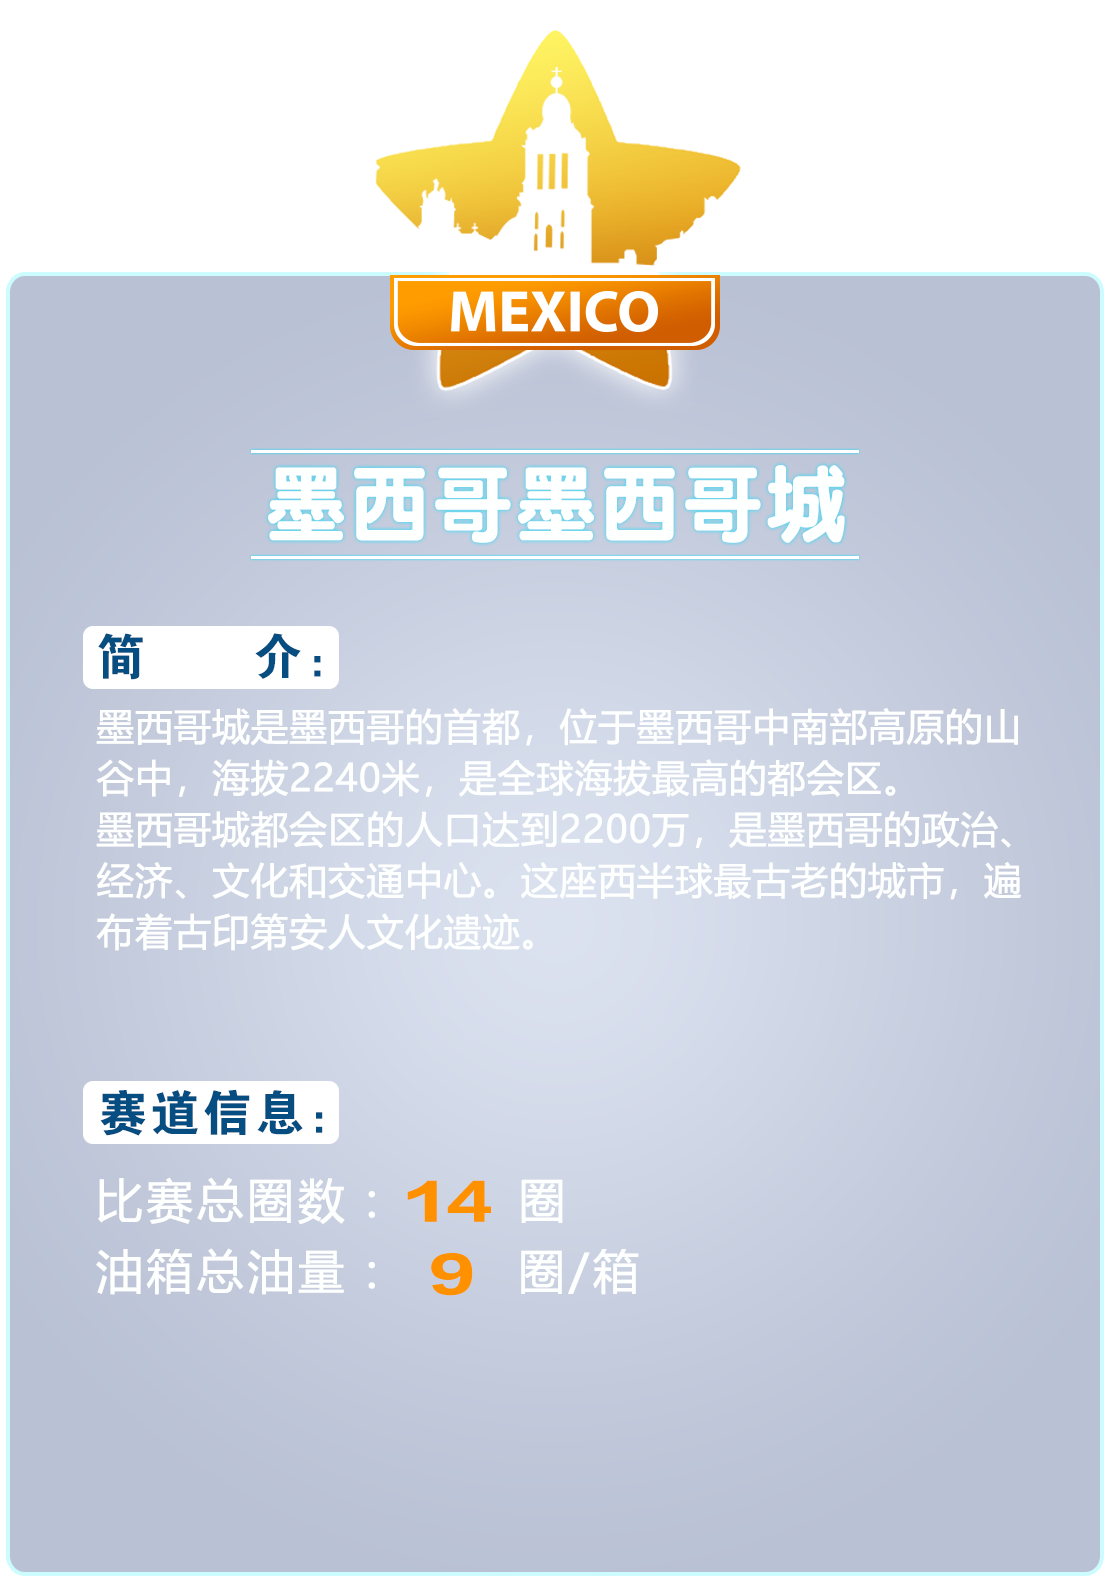 MEXICO
墨西哥墨西哥城
简 介：
墨西哥城是墨西哥的首都，位于墨西哥中南部高原的山
谷中，海拔2240米，是全球海拔最高的都会区。
墨西哥城都会区的人口达到2200万，是墨西哥的政治、
经济、文化和交通中心。这座西半球最古老的城市，遍
布着古印第安人文化遗迹。
赛道信息：
比赛总圈数：14 圈
油箱总油量： 9 圈/箱